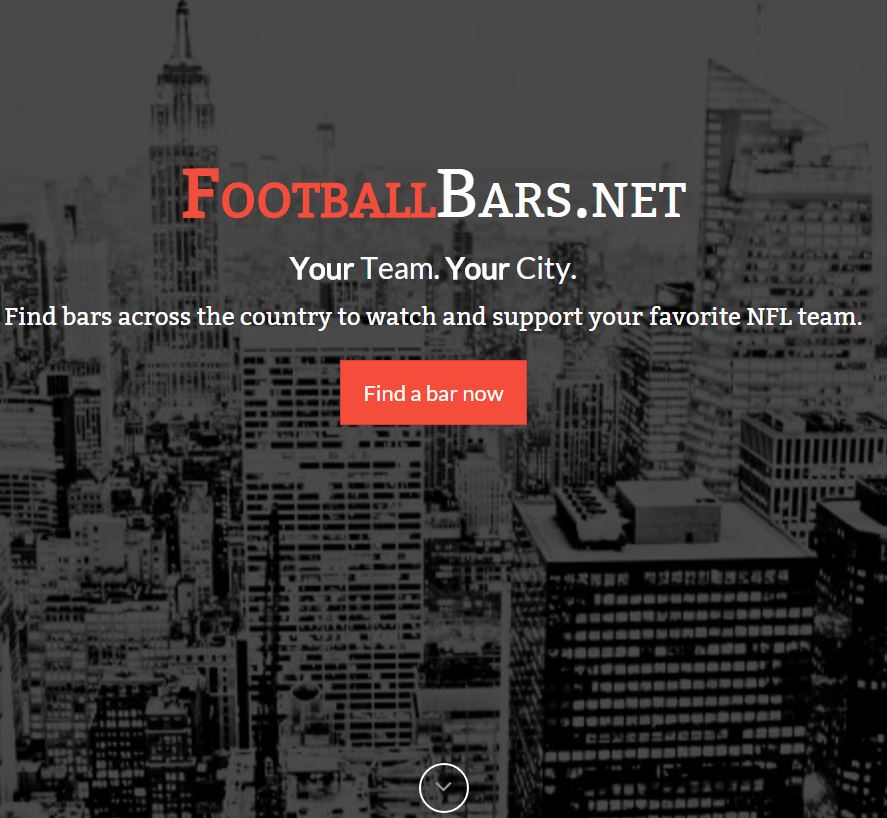 FootballBars.net
Your Team. Your City.
Find bars across the country to watch and support your favorite NFL team.
Find a bar now